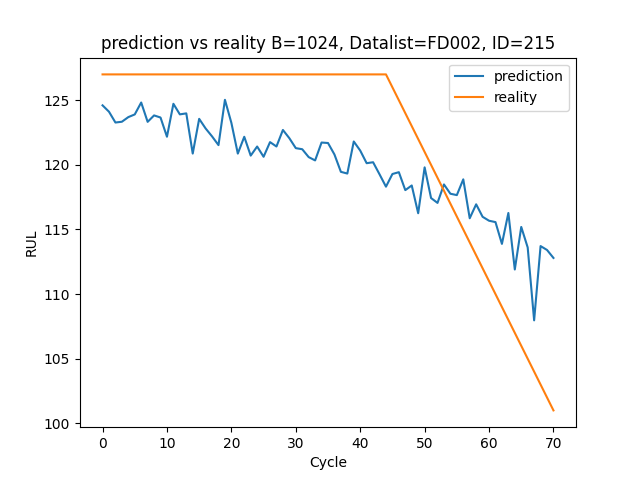 prediction vs reality B=1024, Datalist=FD002, ID=215
prediction
reality
RUL
125
120
115
110
105
100
0 10 20 30 40 50 60 70
Cycle